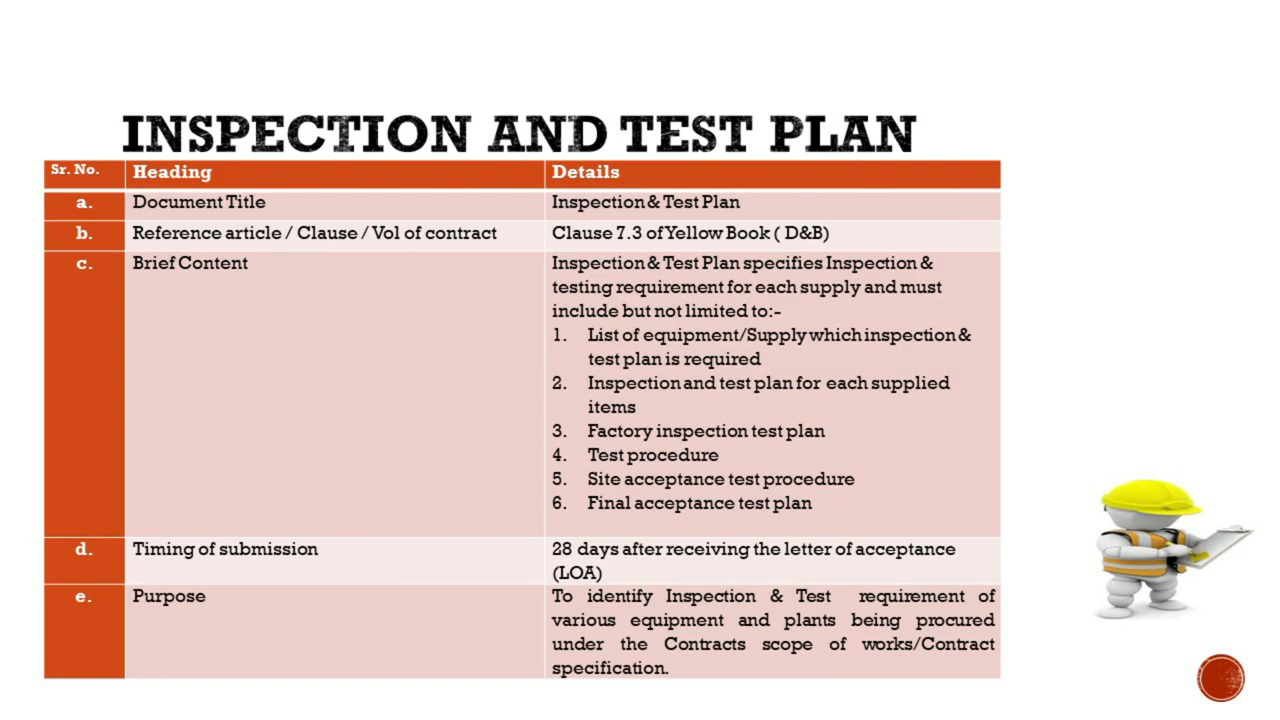 INSPECTION AND TEST PLAN
Sr. No. Heading Details
a. Document Title Inspection & Test Plan
b. Reference article / Clause / Vol of contract Clause 7.3 of Yellow Book ( D&B)
c. Brief Content Inspection & Test Plan specifies Inspection &
testing requirement for each supply and must
include but not limited to:-
1. List of equipment/Supply which inspection &
test plan is required
2. Inspection and test plan for each supplied
items
3. Factory inspection test plan
4. Test procedure
5. Site acceptance test procedure
6. Final acceptance test plan
d. Timing of submission 28 days after receiving the letter of acceptance
(LOA)
e. Purpose To identify Inspection & Test requirement of
various equipment and plants being procured
under the Contracts scope of works/Contract
specification.